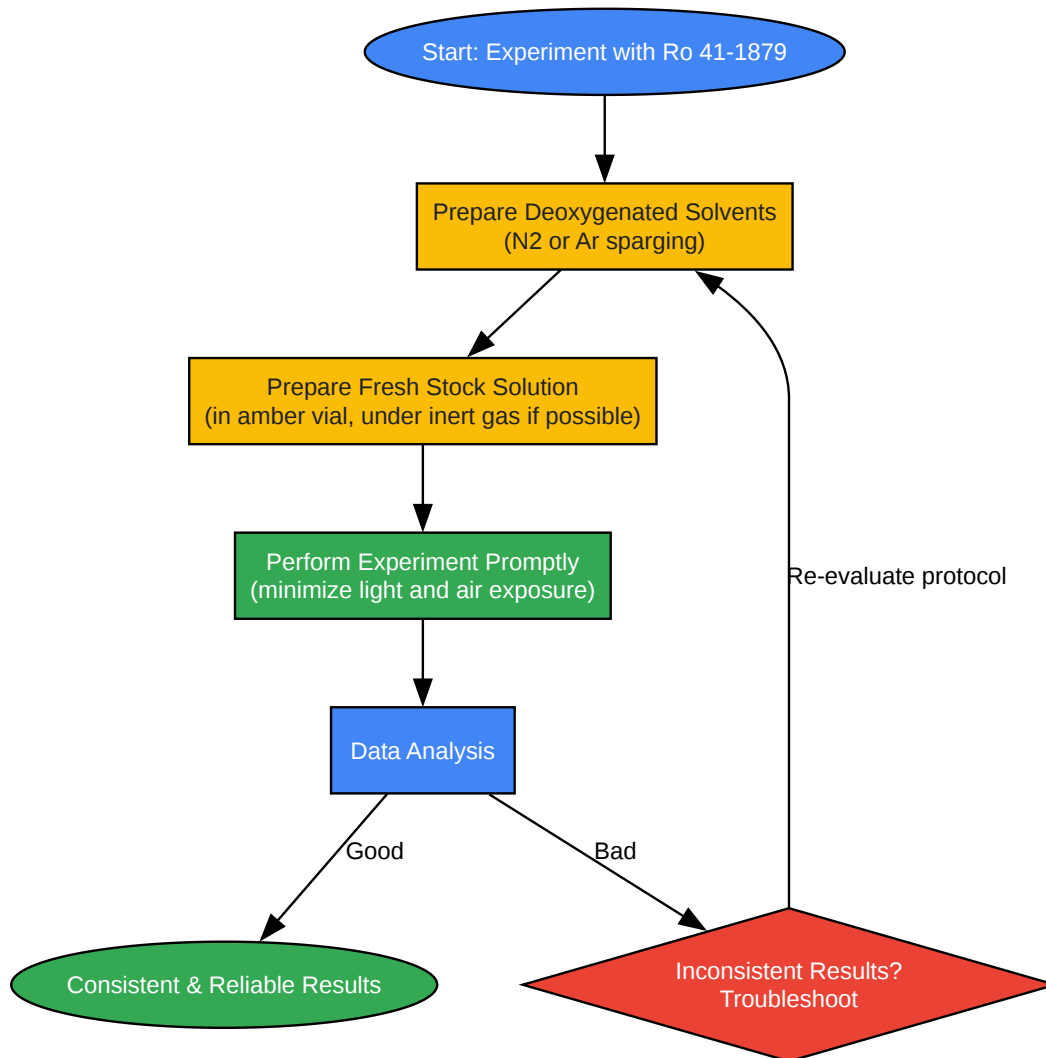 Start: Experiment with Ro 41-1879
Prepare Deoxygenated Solvents
(N2 or Ar sparging)
Prepare Fresh Stock Solution
(in amber vial, under inert gas if possible)
Perform Experiment Promptly
(minimize light and air exposure)
Re-evaluate protocol
Data Analysis
Good
Bad
Consistent & Reliable Results
Inconsistent Results?
Troubleshoot